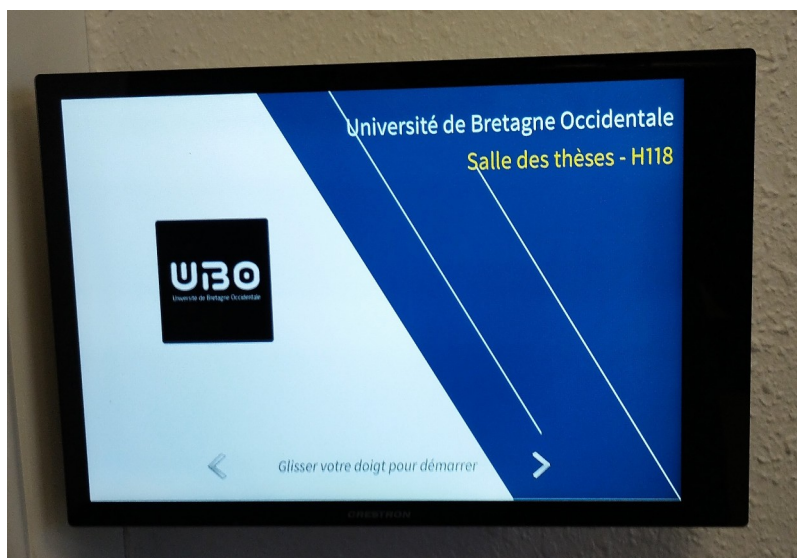 Université de Bretagne Occidentale
Salle des thèses - H118
UBO
Université de Bretagne Occidentale
Glisser votre doigt pour démarrer
CRESTRON